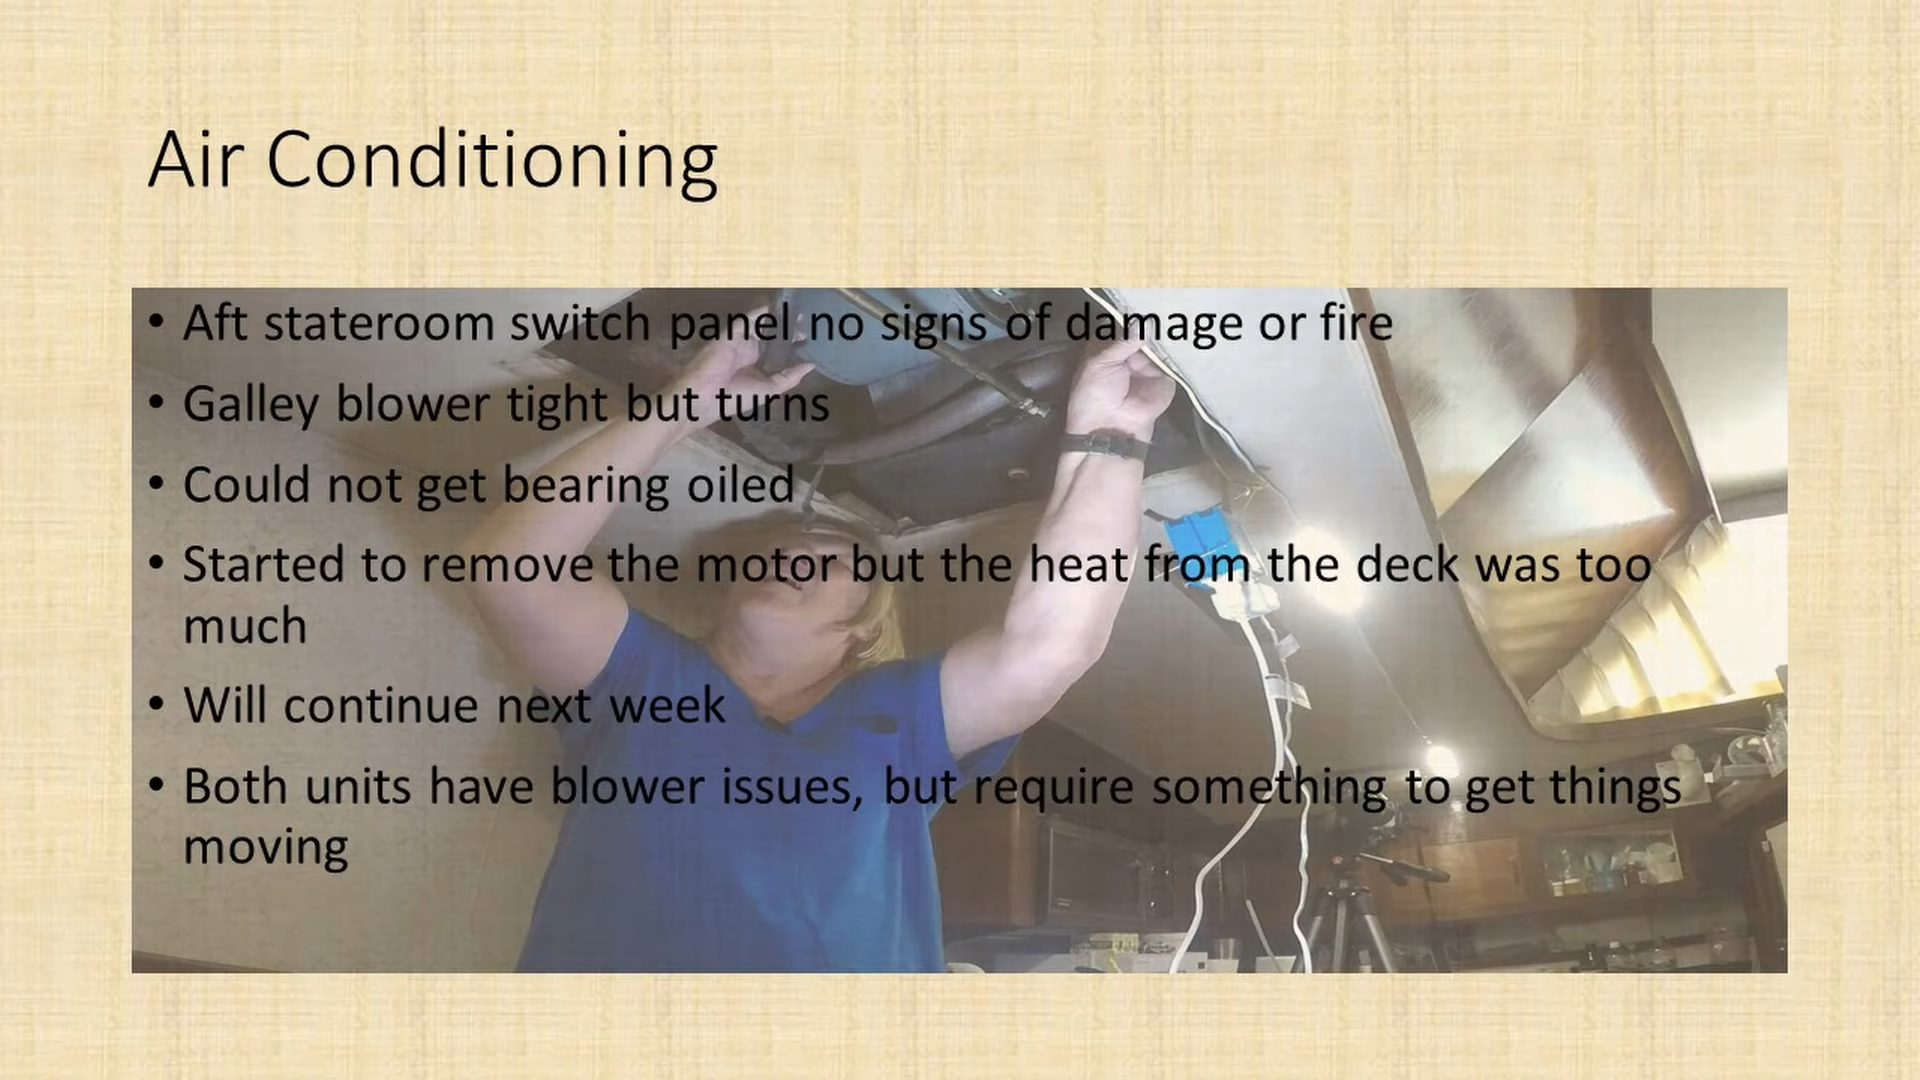 Air Conditioning
• Aft stateroom switch panel no signs of damage or fire
• Galley blower tight but turns
• Could not get bearing oiled
• Started to remove the motor but the heat from the deck was too
much
• Will continue next week
• Both units have blower issues, but require something to get things
moving